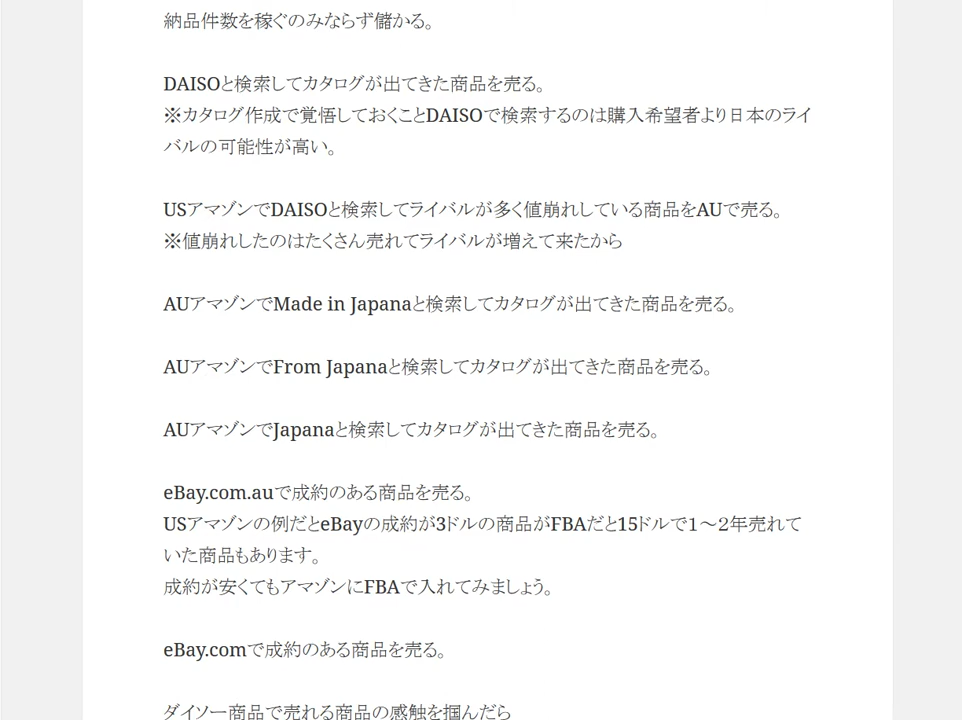 納品件数を稼ぐのみならず儲かる。
DAISOと検索してカタログが出てきた商品を売る。
※カタログ作成で覚悟しておくことDAISOで検索するのは購入希望者より日本のライ
バルの可能性が高い。
USアマゾンでDAISOと検索してライバルが多く値崩れしている商品をAUで売る。
※値崩れしたのはたくさん売れてライバルが増えて来たから
AUアマゾンでMade in Japanaと検索してカタログが出てきた商品を売る。
AUアマゾンでFrom Japanaと検索してカタログが出てきた商品を売る。
AUアマゾンでJapanaと検索してカタログが出てきた商品を売る。
eBay.com.auで成約のある商品を売る。
USアマゾンの例だとeBayの成約が3ドルの商品がFBAだと15ドルで１～２年売れて
いた商品もあります。
成約が安くてもアマゾンにFBAで入れてみましょう。
eBay.comで成約のある商品を売る。
ダイソー商品で売れる商品の感触を掴んだら